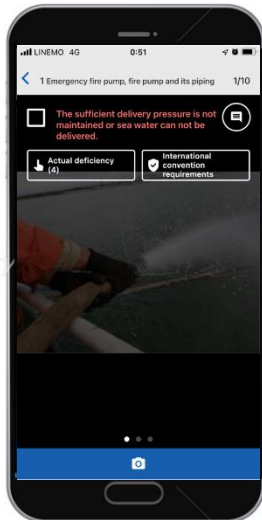 LINEMO 4G 0:51
1 Emergency fire pump, fire pump and its piping 1/10
The sufficient delivery pressure is not
maintained or sea water can not be
delivered.
Actual deficiency
(4)
International
convention
requirements